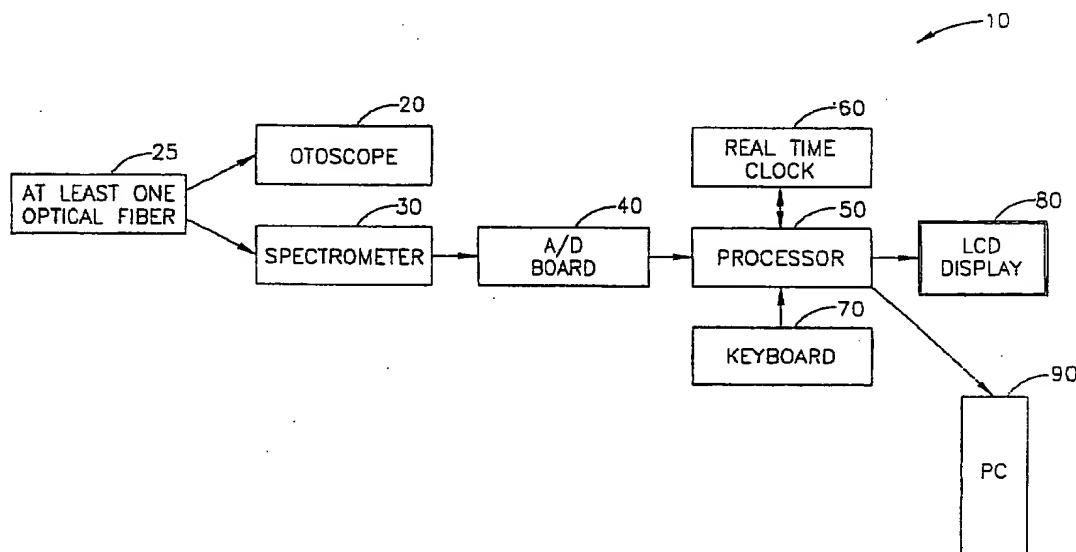 10
20
OTOSCOPE
25
AT LEAST ONE
OPTICAL FIBER
30
SPECTROMETER
40
A/D
BOARD
60
REAL TIME
CLOCK
50
PROCESSOR
80
LCD
DISPLAY
70
KEYBOARD
90
PC